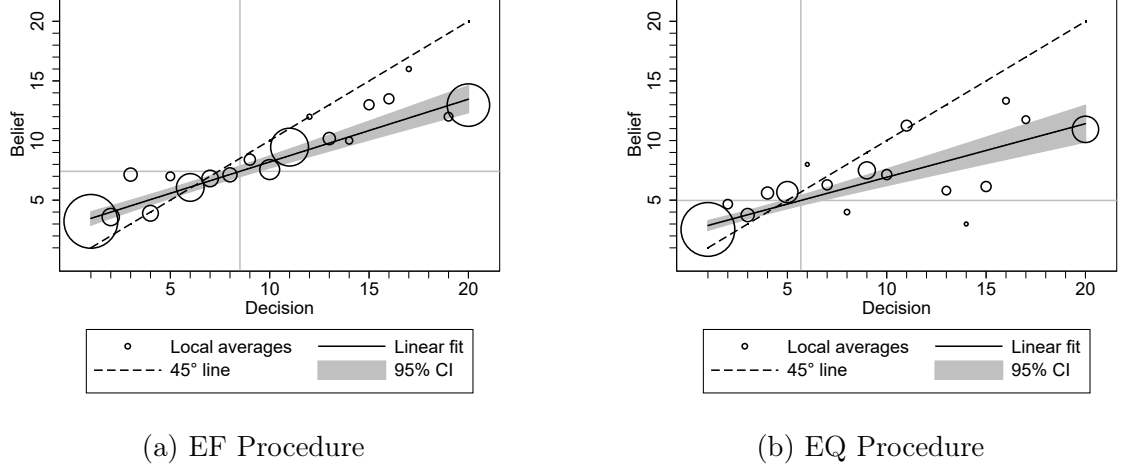 20
15
10
5
Belief
5 10 15 20
Decision
Local averages Linear fit
45° line 95% CI
(a) EF Procedure
20
15
10
5
Belief
5 10 15 20
Decision
Local averages Linear fit
45° line 95% CI
(b) EQ Procedure